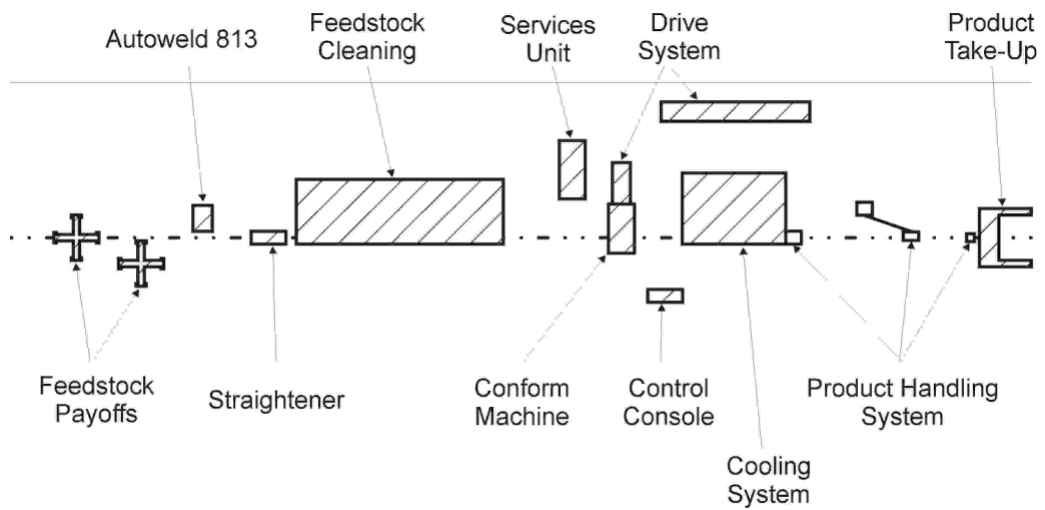 Autoweld 813
Feedstock
Cleaning
Services
Unit
Drive
System
Product
Take-Up
Feedstock
Payoffs
Straightener
Conform
Machine
Control
Console
Cooling
System
Product Handling
System